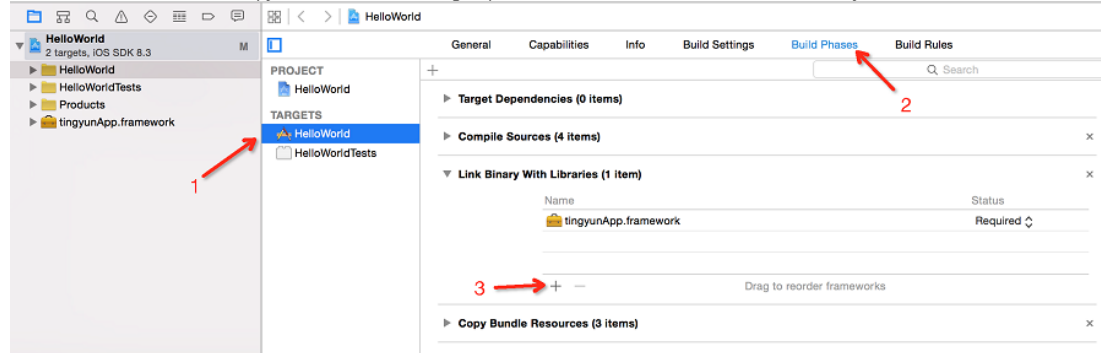 HelloWorld
HelloWorld
2 targets, iOS SDK 8.3
M
HelloWorld
HelloWorldTests
Products
tingyunApp.framework
General Capabilities Info Build Settings Build Phases Build Rules
PROJECT
HelloWorld
TARGETS
HelloWorld
HelloWorldTests
1
+
Search
2
Target Dependencies (0 items)
Compile Sources (4 items) ×
Link Binary With Libraries (1 item) ×
Name Status
tingyunApp.framework Required
3
+ − Drag to reorder frameworks
Copy Bundle Resources (3 items) ×